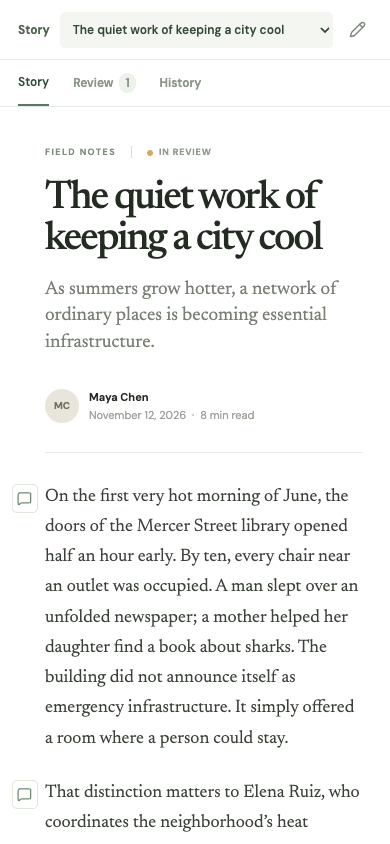 Story
The quiet work of keeping a city cool
Story
Review 1
History
FIELD NOTES
IN REVIEW
The quiet work of
keeping a city cool
As summers grow hotter, a network of
ordinary places is becoming essential
infrastructure.
MC
Maya Chen
November 12, 2026 · 8 min read
On the first very hot morning of June, the
doors of the Mercer Street library opened
half an hour early. By ten, every chair near
an outlet was occupied. A man slept over an
unfolded newspaper; a mother helped her
daughter find a book about sharks. The
building did not announce itself as
emergency infrastructure. It simply offered
a room where a person could stay.
That distinction matters to Elena Ruiz, who
coordinates the neighborhood’s heat